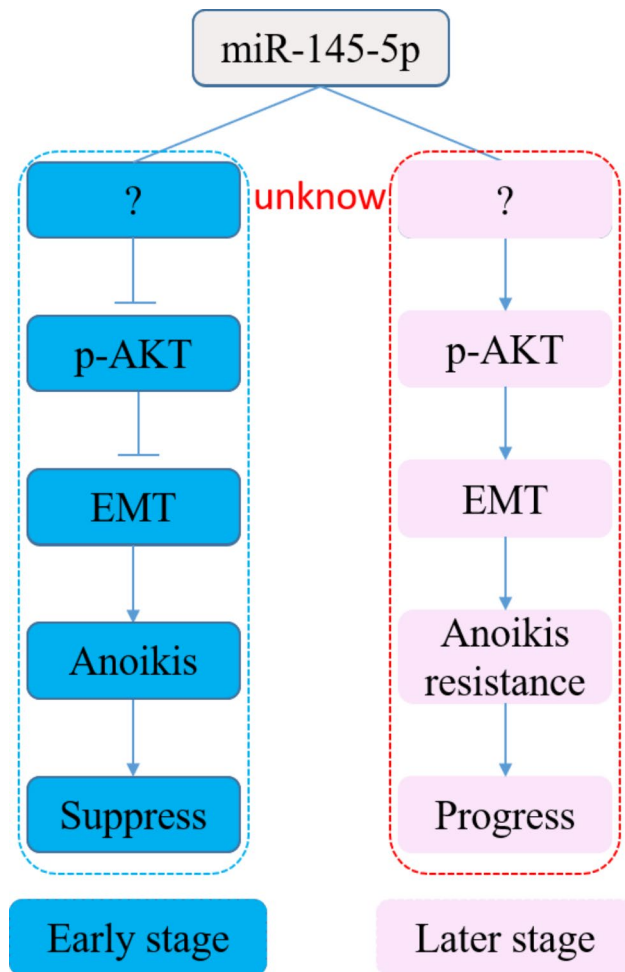 miR-145-5p
?
unknow
?
p-AKT
p-AKT
EMT
EMT
Anoikis
Anoikis
resistance
Suppress
Progress
Early stage
Later stage